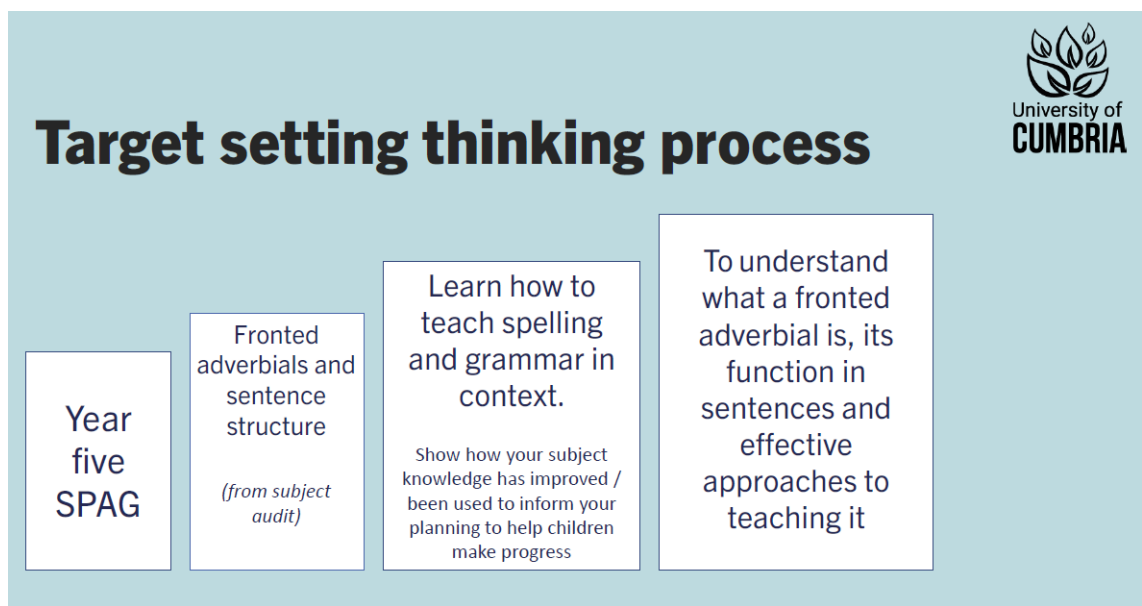 University of
CUMBRIA
Target setting thinking process
Year
five
SPAG
Fronted
adverbials and
sentence
structure
(from subject
audit)
Learn how to
teach spelling
and grammar in
context.
Show how your subject
knowledge has improved /
been used to inform your
planning to help children
make progress
To understand
what a fronted
adverbial is, its
function in
sentences and
effective
approaches to
teaching it